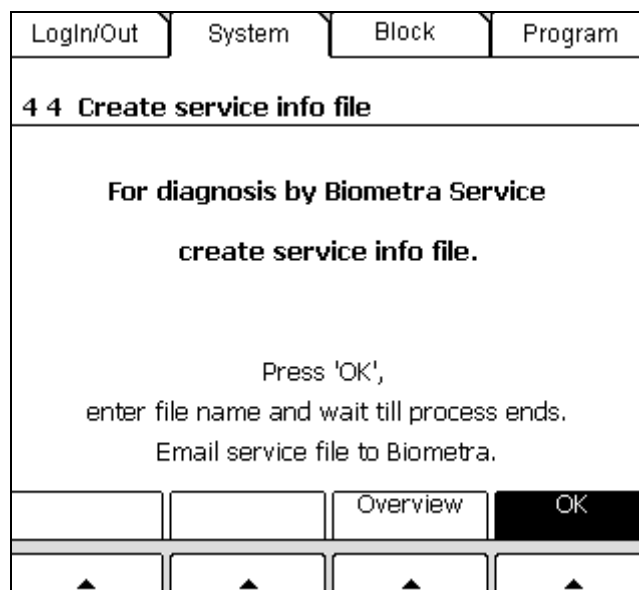 LogIn/Out System Block Program
4 4 Create service info file
For diagnosis by Biometra Service
create service info file.
Press 'OK',
enter file name and wait till process ends.
Email service file to Biometra.
Overview OK